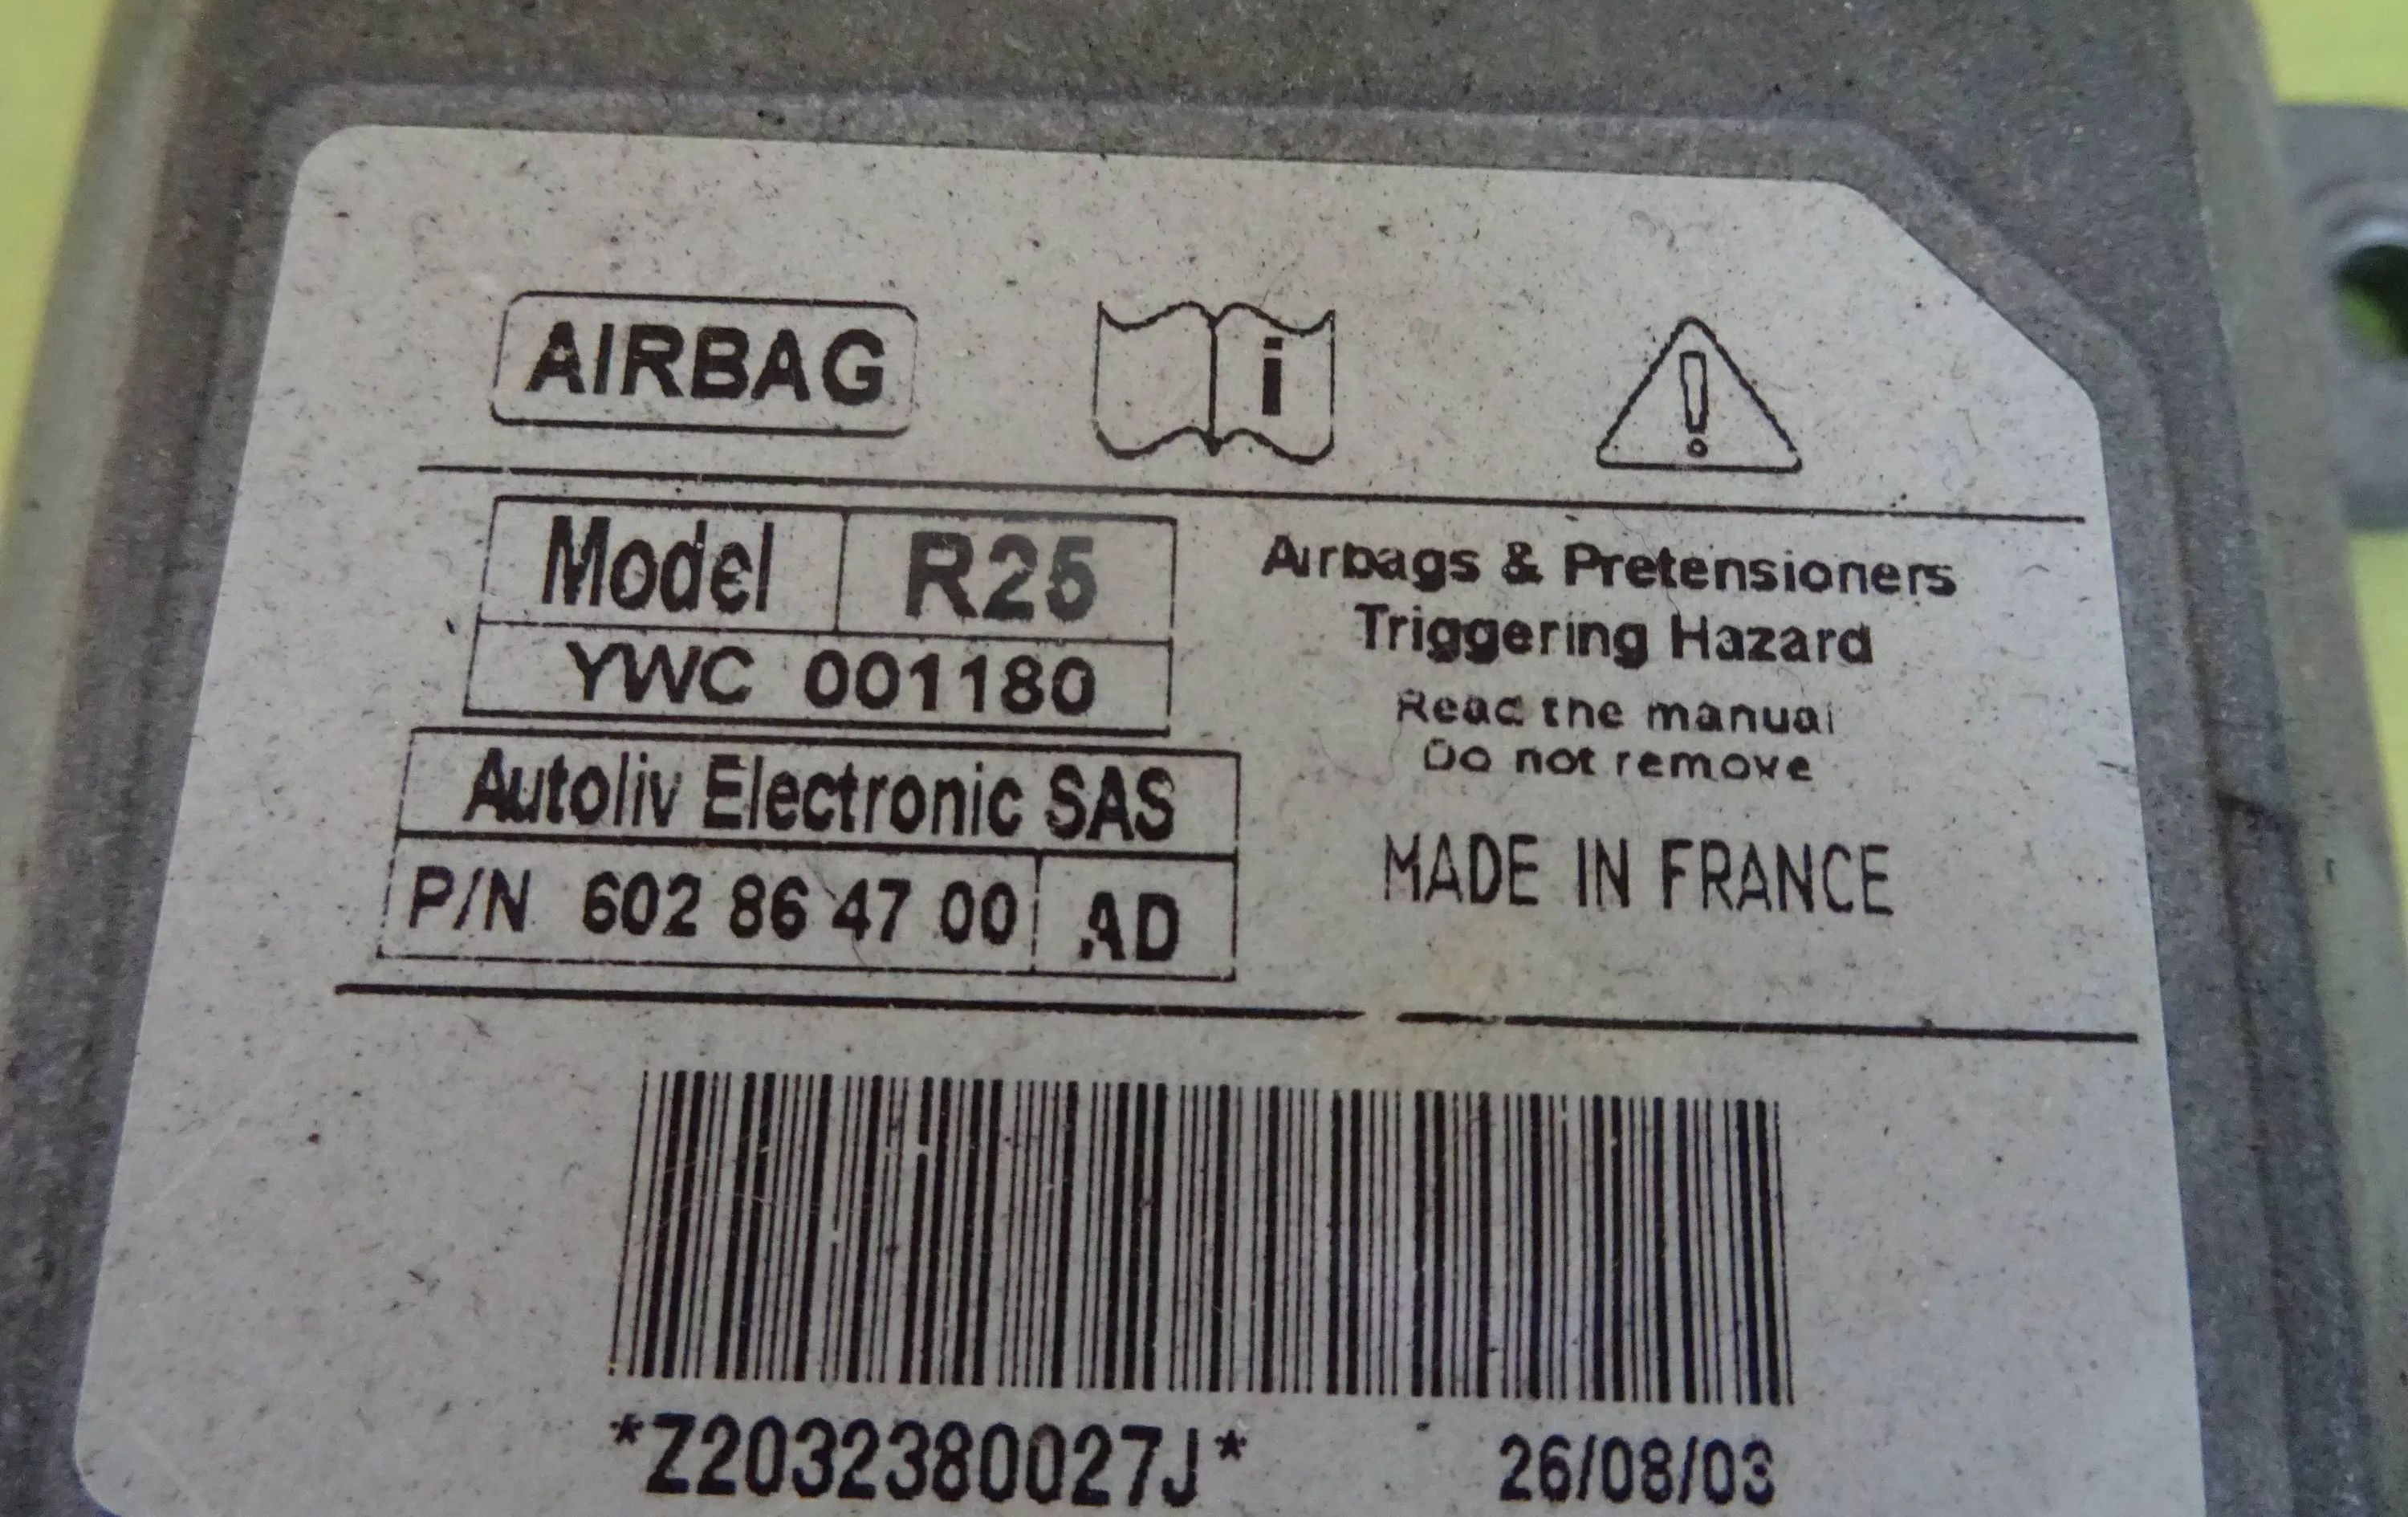 AIRBAG
i
Model R25
YWC 001180
Airbags & Pretensioners
Triggering Hazard
Read the manual
Do not remove
Autoliv Electronic SAS
P/N 602 86 47 00 AD
MADE IN FRANCE
*Z2032380027J* 26/08/03